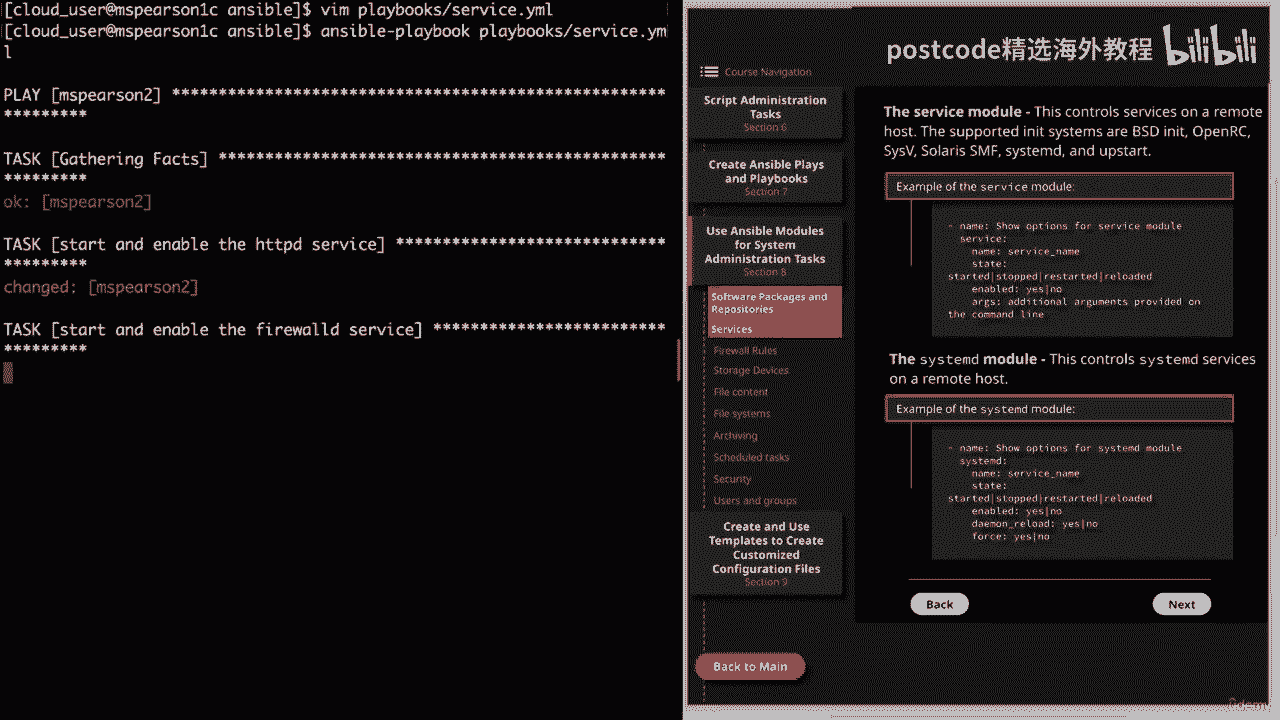 [cloud_user@mspearson1c ansible]$ vim playbooks/service.yml
[cloud_user@mspearson1c ansible]$ ansible-playbook playbooks/service.ym
l
PLAY [mspearson2] *************************************************
*********
TASK [Gathering Facts] ********************************************
*********
ok: [mspearson2]
TASK [start and enable the httpd service] ***************************
*********
changed: [mspearson2]
TASK [start and enable the firewalld service] ***********************
*********
postcode精选海外教程 bilibili
Course Navigation
Script Administration
Tasks
Section 6
Create Ansible Plays
and Playbooks
Section 7
Use Ansible Modules
for System
Administration Tasks
Section 8
Software Packages and
Repositories
Services
Firewall Rules
Storage Devices
File content
File systems
Archiving
Scheduled tasks
Security
Users and groups
Create and Use
Templates to Create
Customized
Configuration Files
Section 9
Back to Main
The service module - This controls services on a remote
host. The supported init systems are BSD init, OpenRC,
SysV, Solaris SMF, systemd, and upstart.
Example of the service module:
- name: Show options for service module
service:
name: service_name
state:
started|stopped|restarted|reloaded
enabled: yes|no
args: additional arguments provided on
the command line
The systemd module - This controls systemd services
on a remote host.
Example of the systemd module:
- name: Show options for systemd module
systemd:
name: service_name
state:
started|stopped|restarted|reloaded
enabled: yes|no
daemon_reload: yes|no
force: yes|no
Back
Next